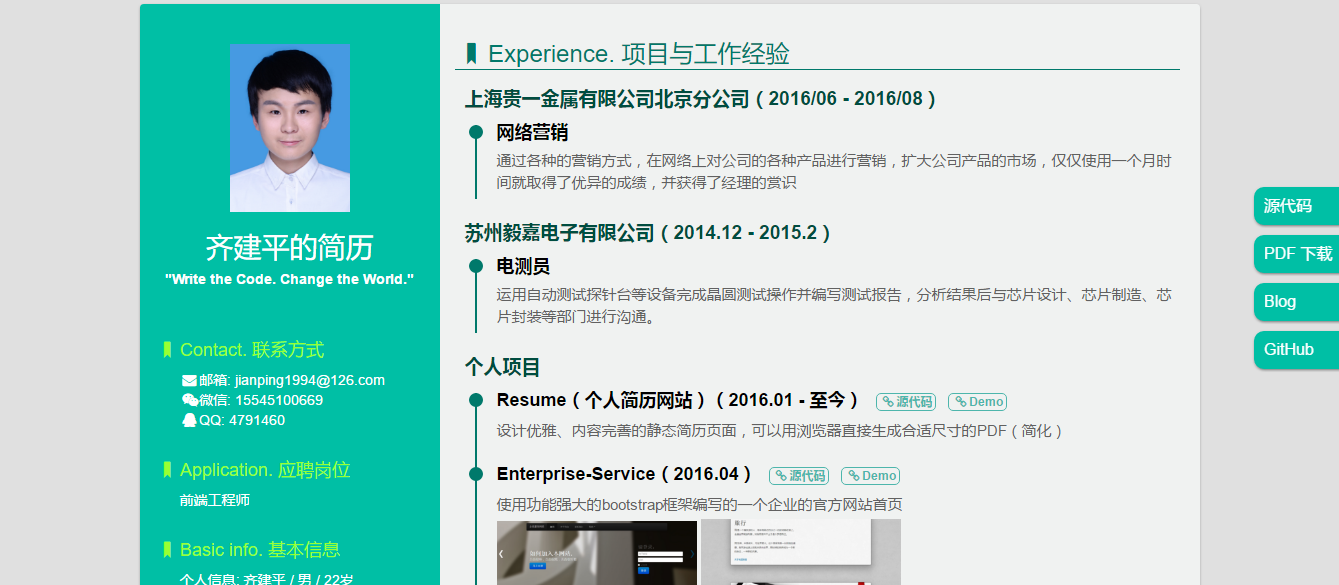 齐建平的简历
"Write the Code. Change the World."
Contact. 联系方式
邮箱: jianping1994@126.com
微信: 15545100669
QQ: 4791460
Application. 应聘岗位
前端工程师
Basic info. 基本信息
个人信息: 齐建平 / 男 / 22岁
Experience. 项目与工作经验
上海贵一金属有限公司北京分公司 ( 2016/06 - 2016/08 )
网络营销
通过各种的营销方式，在网络上对公司的各种产品进行营销，扩大公司产品的市场，仅仅使用一个月时
间就取得了优异的成绩，并获得了经理的赏识
苏州毅嘉电子有限公司 ( 2014.12 - 2015.2 )
电测员
运用自动测试探针台等设备完成晶圆测试操作并编写测试报告，分析结果后与芯片设计、芯片制造、芯
片封装等部门进行沟通。
个人项目
Resume ( 个人简历网站 ) ( 2016.01 - 至今 ) 源代码 Demo
设计优雅、内容完善的静态简历页面，可以用浏览器直接生成合适尺寸的PDF ( 简化 )
Enterprise-Service ( 2016.04 ) 源代码 Demo
使用功能强大的bootstrap框架编写的一个企业的官方网站首页
如何加入本网站,
旅行
源代码
PDF 下载
Blog
GitHub